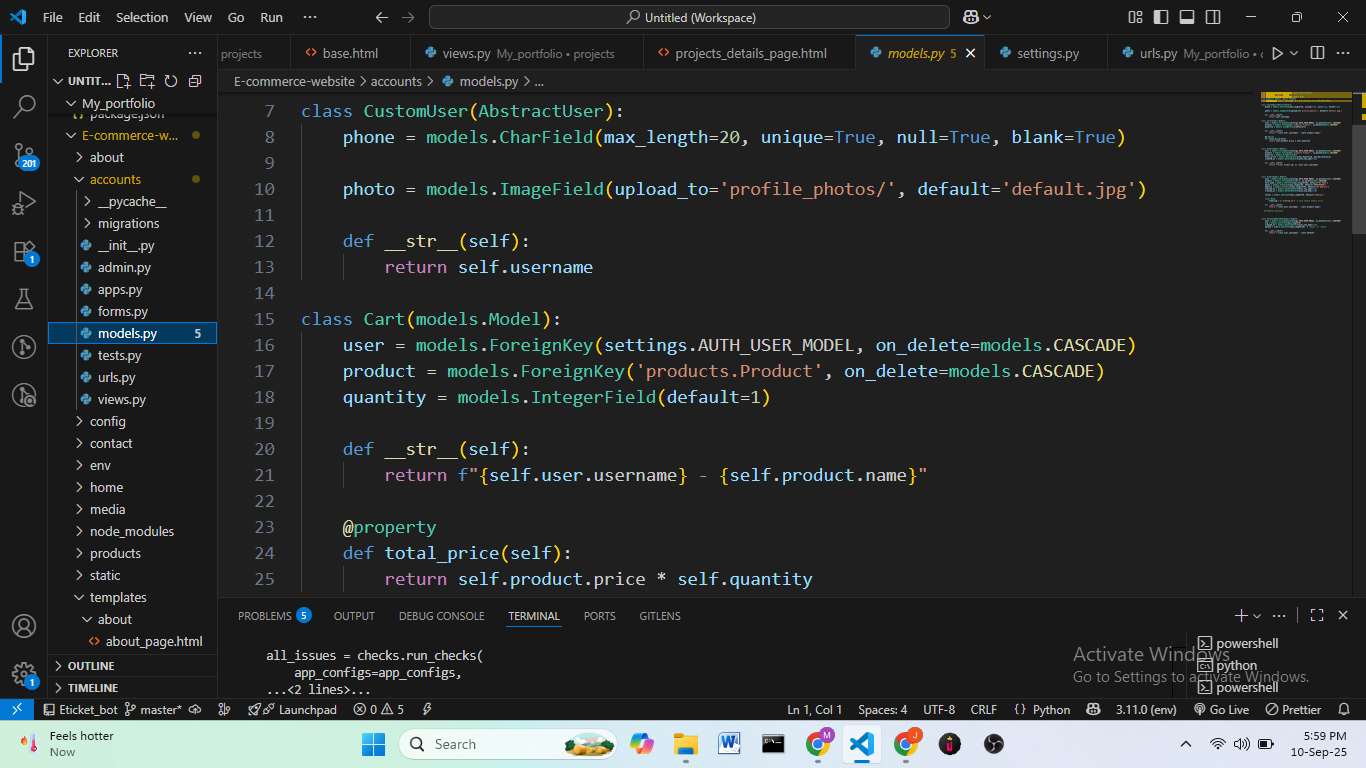 File Edit Selection View Go Run ··· Untitled (Workspace)
EXPLORER ···
projects base.html views.py My_portfolio • projects projects_details_page.html models.py 5 settings.py urls.py My_portfolio •
UNTIT...
E-commerce-website > accounts > models.py > ...
My_portfolio
package.json
E-commerce-w...
about
accounts
__pycache__
migrations
__init__.py
admin.py
apps.py
forms.py
models.py 5
tests.py
urls.py
views.py
config
contact
env
home
media
node_modules
products
static
templates
about
about_page.html
OUTLINE
TIMELINE
201
1
1
7 class CustomUser(AbstractUser):
8 phone = models.CharField(max_length=20, unique=True, null=True, blank=True)
9
10 photo = models.ImageField(upload_to='profile_photos/', default='default.jpg')
11
12 def __str__(self):
13 return self.username
14
15 class Cart(models.Model):
16 user = models.ForeignKey(settings.AUTH_USER_MODEL, on_delete=models.CASCADE)
17 product = models.ForeignKey('products.Product', on_delete=models.CASCADE)
18 quantity = models.IntegerField(default=1)
19
20 def __str__(self):
21 return f"{self.user.username} - {self.product.name}"
22
23 @property
24 def total_price(self):
25 return self.product.price * self.quantity
PROBLEMS 5 OUTPUT DEBUG CONSOLE TERMINAL PORTS GITLENS
all_issues = checks.run_checks(
app_configs=app_configs,
...<2 lines>...
powershell
python
powershell
Activate Windows
Go to Settings to activate Windows.
Eticket_bot master* Launchpad 0 5 Ln 1, Col 1 Spaces: 4 UTF-8 CRLF {} Python 3.11.0 (env) Go Live Prettier
Feels hotter
Now
Search
M
J
5:59 PM
10-Sep-25